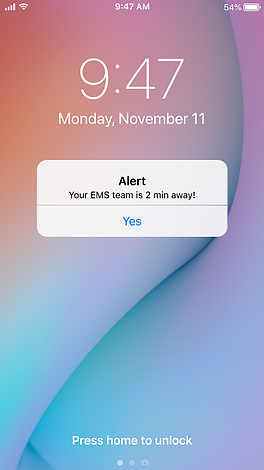 9:47 AM
54%
9:47
Monday, November 11
Alert
Your EMS team is 2 min away!
Yes
Press home to unlock